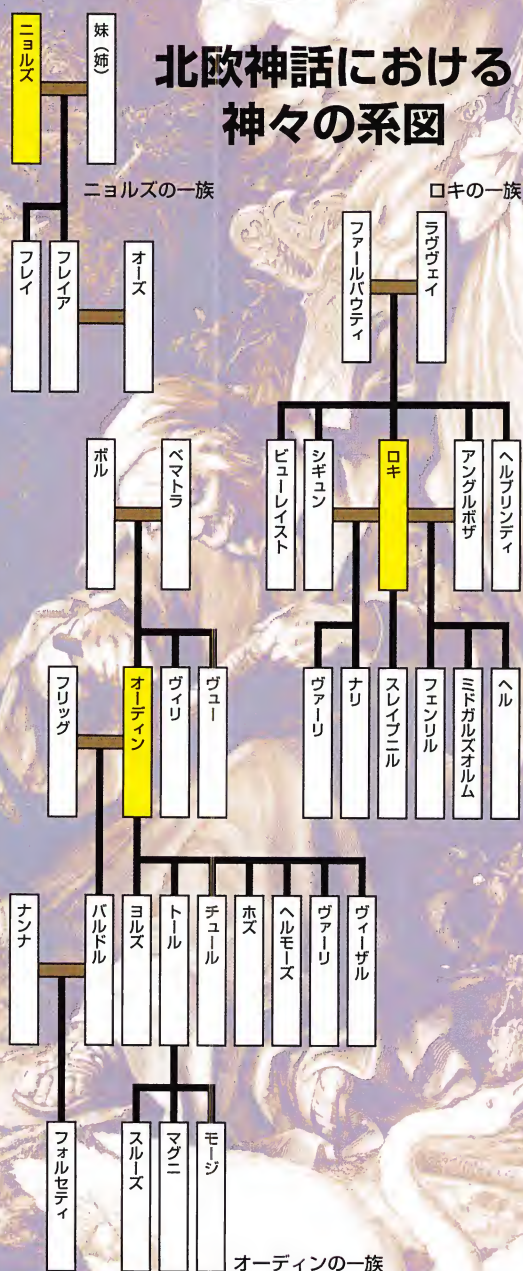 北欧神話における
神々の系図
ニョルズ
妹（姉）
ニョルズの一族
フレイ
フレイア
オーズ
ロキの一族
ファールバウティ
ラヴヴェイ
ビューレイスト
シギュン
ロキ
アングルボザ
ヘルブリンディ
ヴァーリ
ナリ
スレイプニル
フェンリル
ミドガルズオルム
ヘル
ボル
ベマトラ
フリッグ
オーディン
ヴィリ
ヴュー
ナンナ
バルドル
ヨルズ
トール
チュール
ホズ
ヘルモーズ
ヴァーリ
ヴィーザル
フォルセティ
スルーズ
マグニ
モージ
オーディンの一族